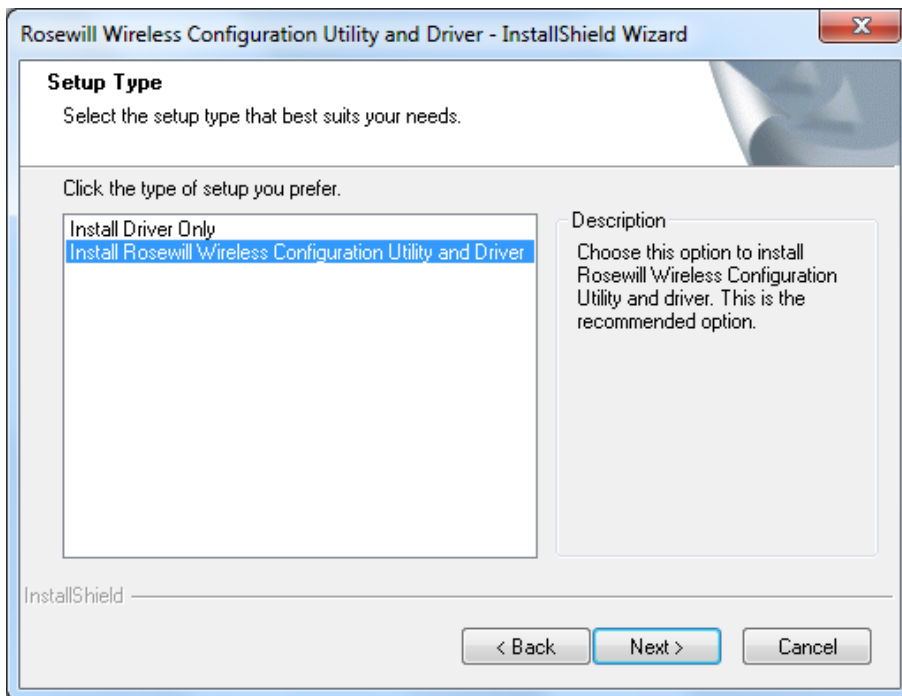 Rosewill Wireless Configuration Utility and Driver - InstallShield Wizard
Setup Type
Select the setup type that best suits your needs.
Click the type of setup you prefer.
Install Driver Only
Install Rosewill Wireless Configuration Utility and Driver
Description
Choose this option to install
Rosewill Wireless Configuration
Utility and driver. This is the
recommended option.
InstallShield
< Back
Next >
Cancel